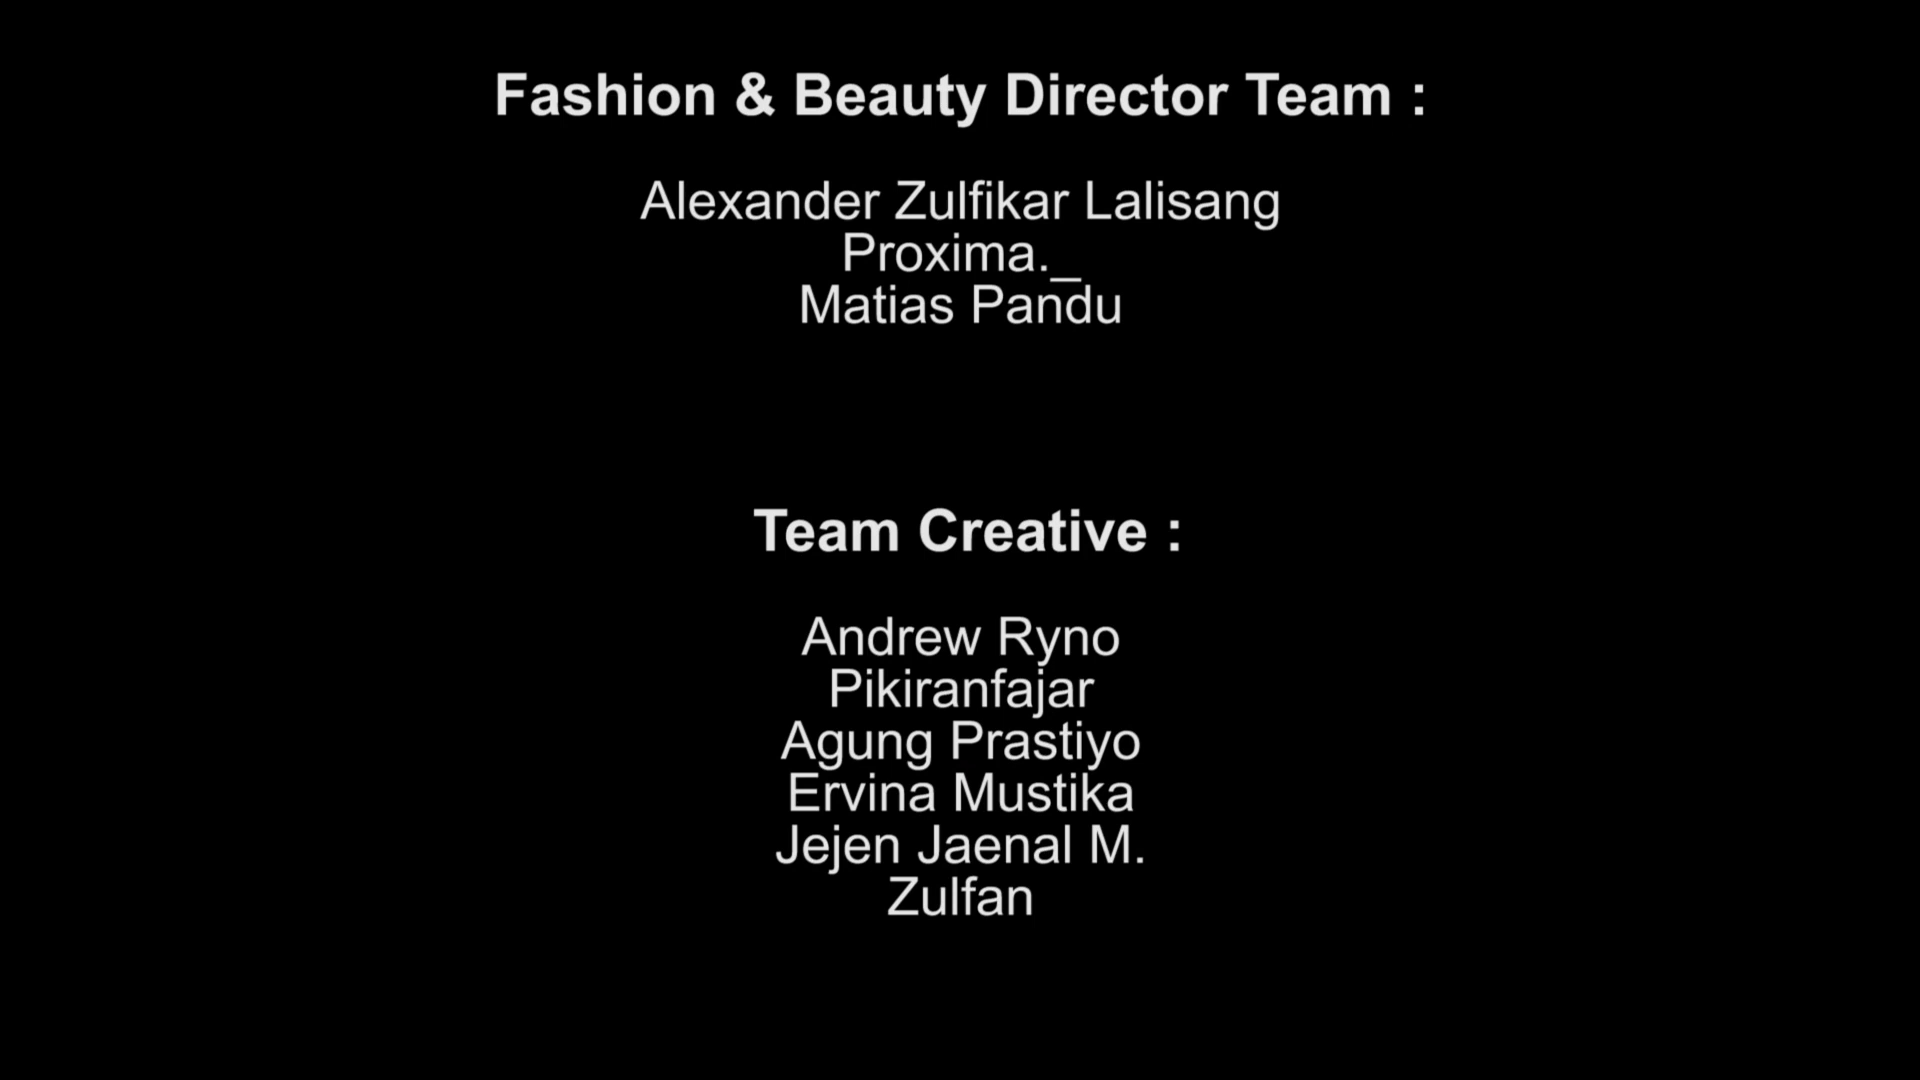 Fashion & Beauty Director Team :
Alexander Zulfikar Lalisang
Proxima._
Matias Pandu
Team Creative :
Andrew Ryno
Pikiranfajar
Agung Prastiyo
Ervina Mustika
Jejen Jaenal M.
Zulfan